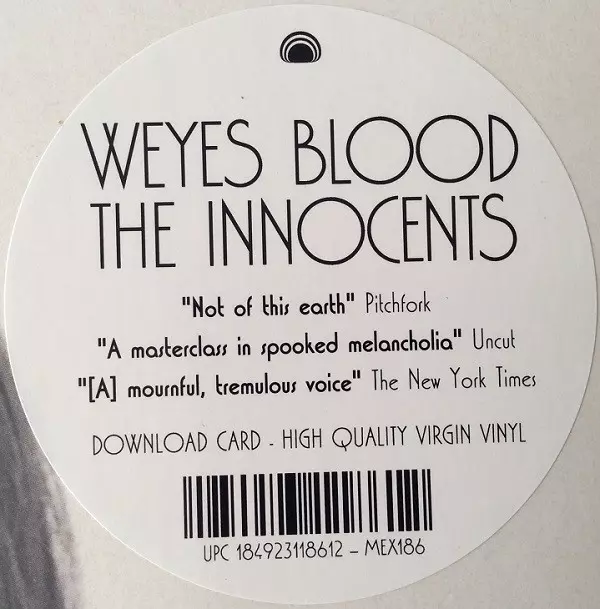 WEYES BLOOD
THE INNOCENTS
"Not of this earth" Pitchfork
"A masterclass in spooked melancholia" Uncut
"[A] mournful, tremulous voice" The New York Times
DOWNLOAD CARD - HIGH QUALITY VIRGIN VINYL
UPC 184923118612 – MEX186